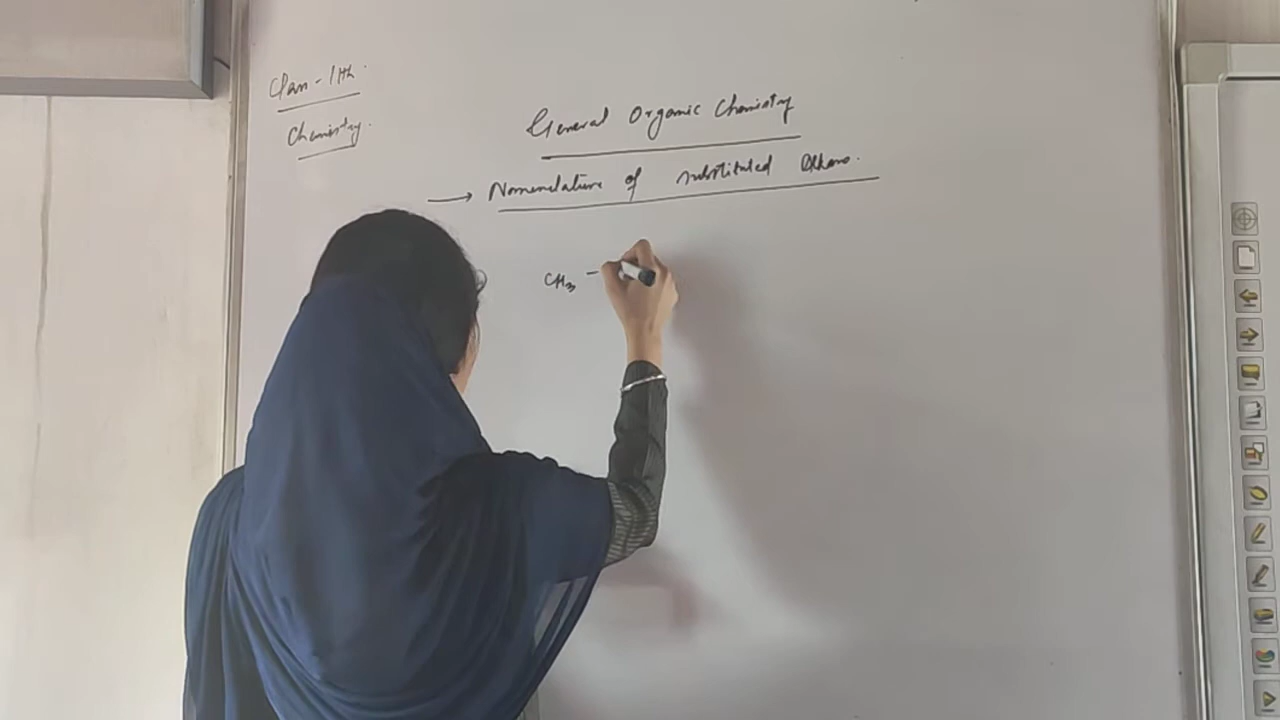 Class - 11th.
Chemistry.
General Organic Chemistry
→ Nomenclature of substituted Alkane.
CH3 -